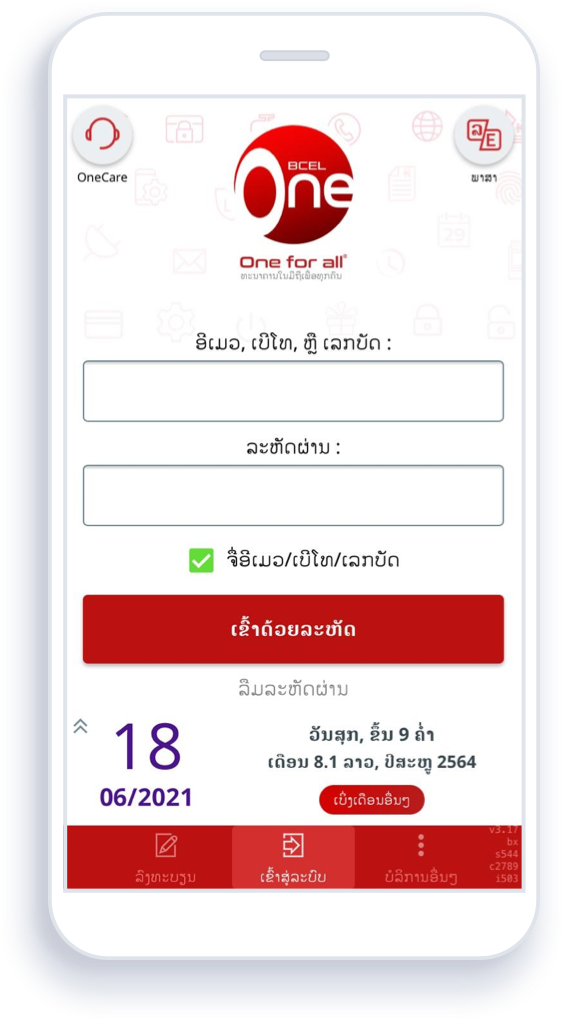 OneCare
BCEL
One
ພາສາ
One for all®
ທະນາຄານໃນມືຖືເພື່ອທຸກຄົນ
29
ອີເມວ, ເບີໂທ, ຫຼື ເລກບັດ :
ລະຫັດຜ່ານ :
ຈື່ອີເມວ/ເບີໂທ/ເລກບັດ
ເຂົ້າດ້ວຍລະຫັດ
ລືມລະຫັດຜ່ານ
18
06/2021
ວັນສຸກ, ຂຶ້ນ 9 ຄ່ຳ
ເດືອນ 8.1 ລາວ, ປີສະຫຼູ 2564
ເບິ່ງເດືອນອື່ນໆ
ລົງທະບຽນ
ເຂົ້າສູ່ລະບົບ
ບໍລິການອື່ນໆ
v3.17
bx
s544
c2789
i503